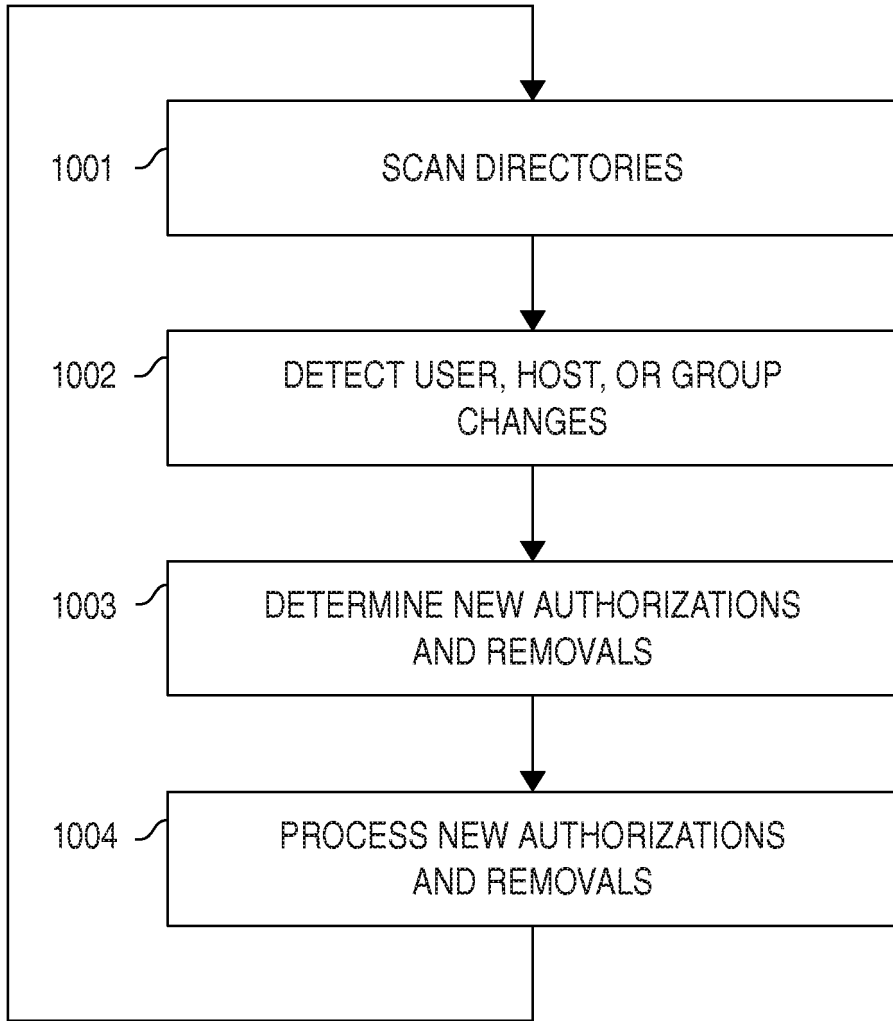 1001
SCAN DIRECTORIES
1002
DETECT USER, HOST, OR GROUP
CHANGES
1003
DETERMINE NEW AUTHORIZATIONS
AND REMOVALS
1004
PROCESS NEW AUTHORIZATIONS
AND REMOVALS